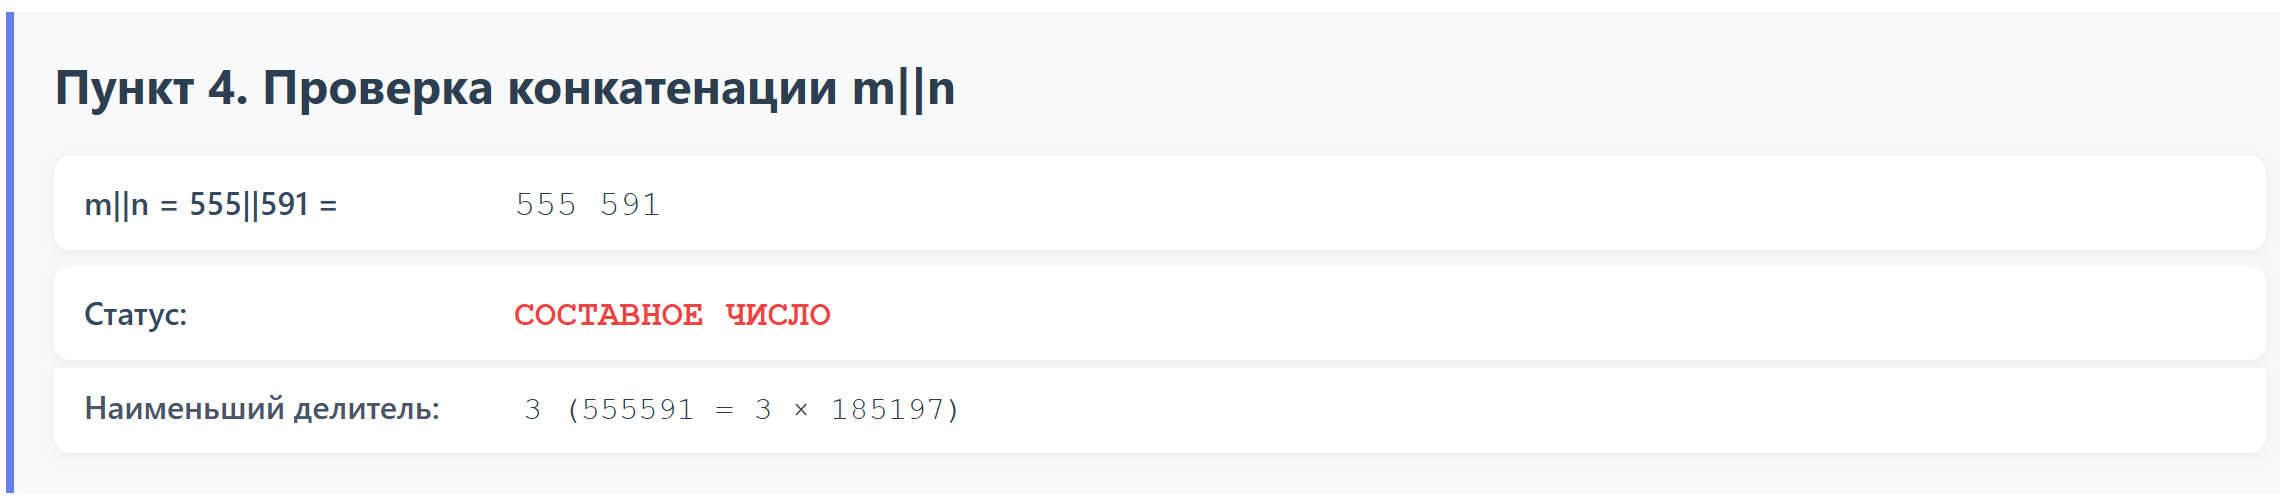 Пункт 4. Проверка конкатенации m||n
m||n = 555||591 = 555 591
Статус: СОСТАВНОЕ ЧИСЛО
Наименьший делитель: 3 (555591 = 3 × 185197)